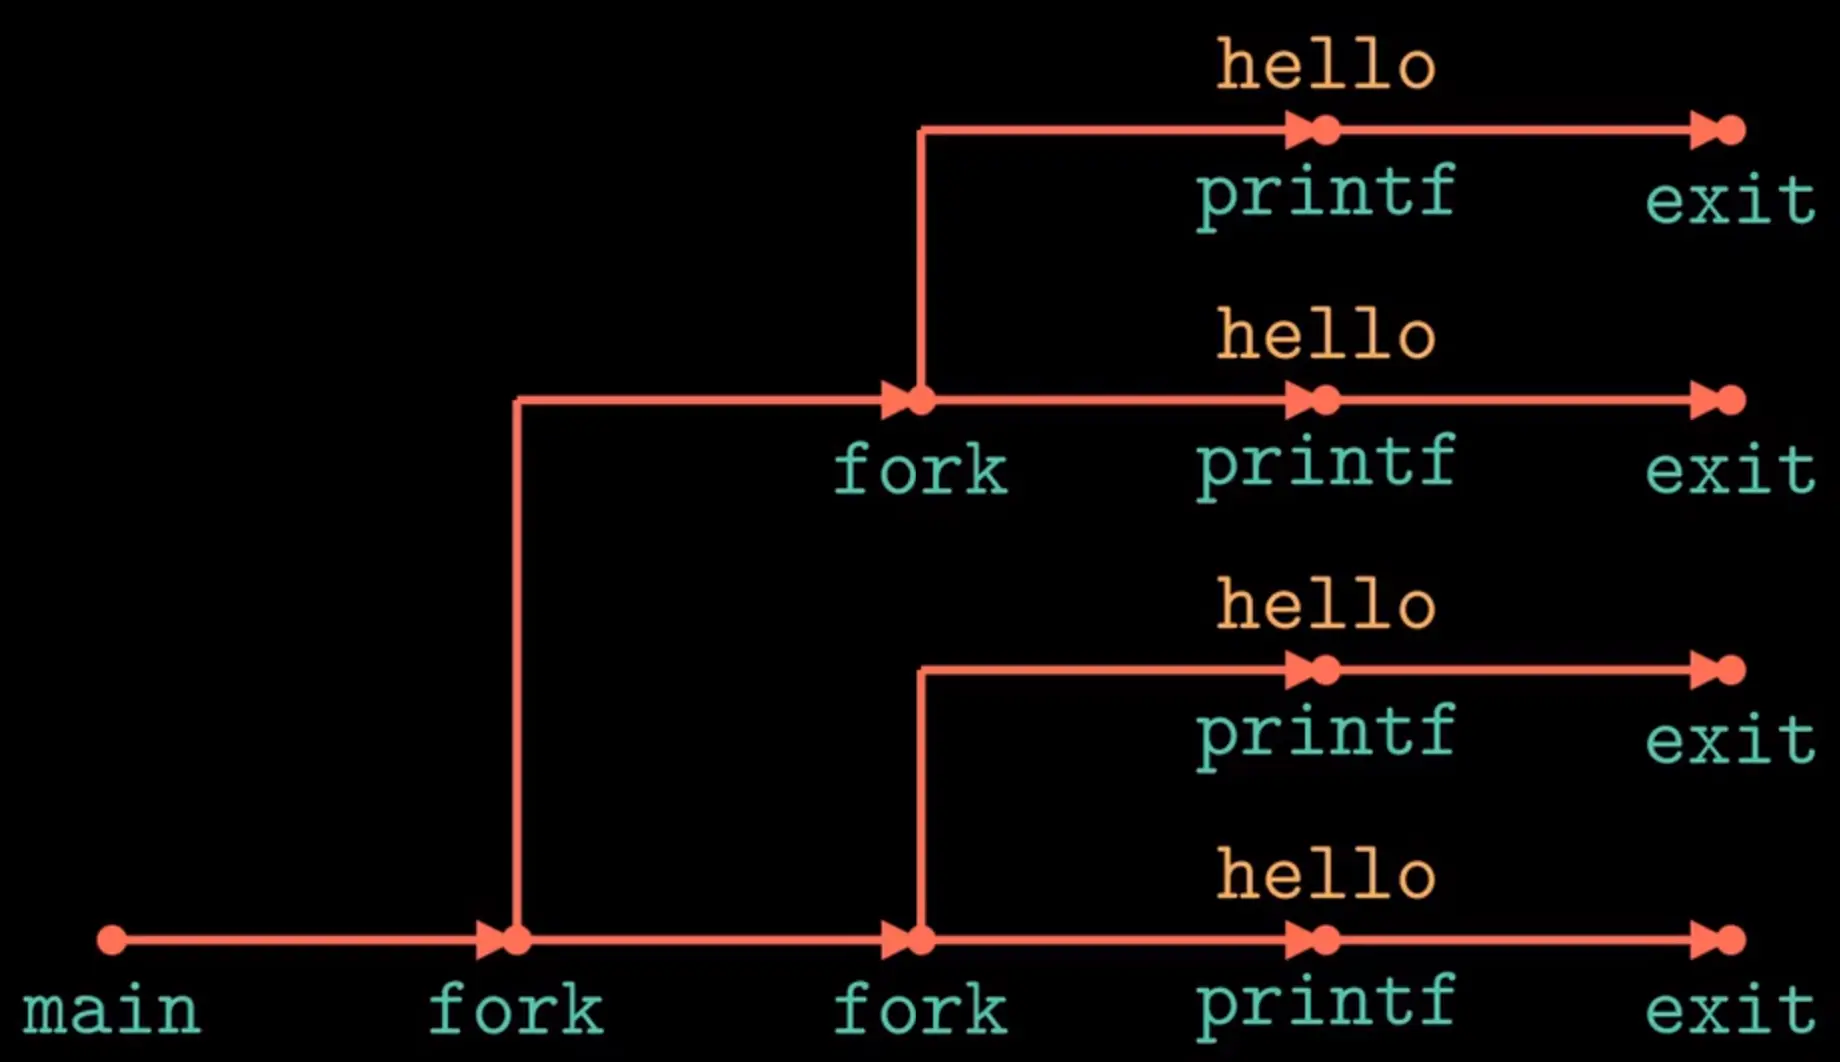 hello
printf exit
hello
fork printf exit
hello
printf exit
hello
main fork fork printf exit